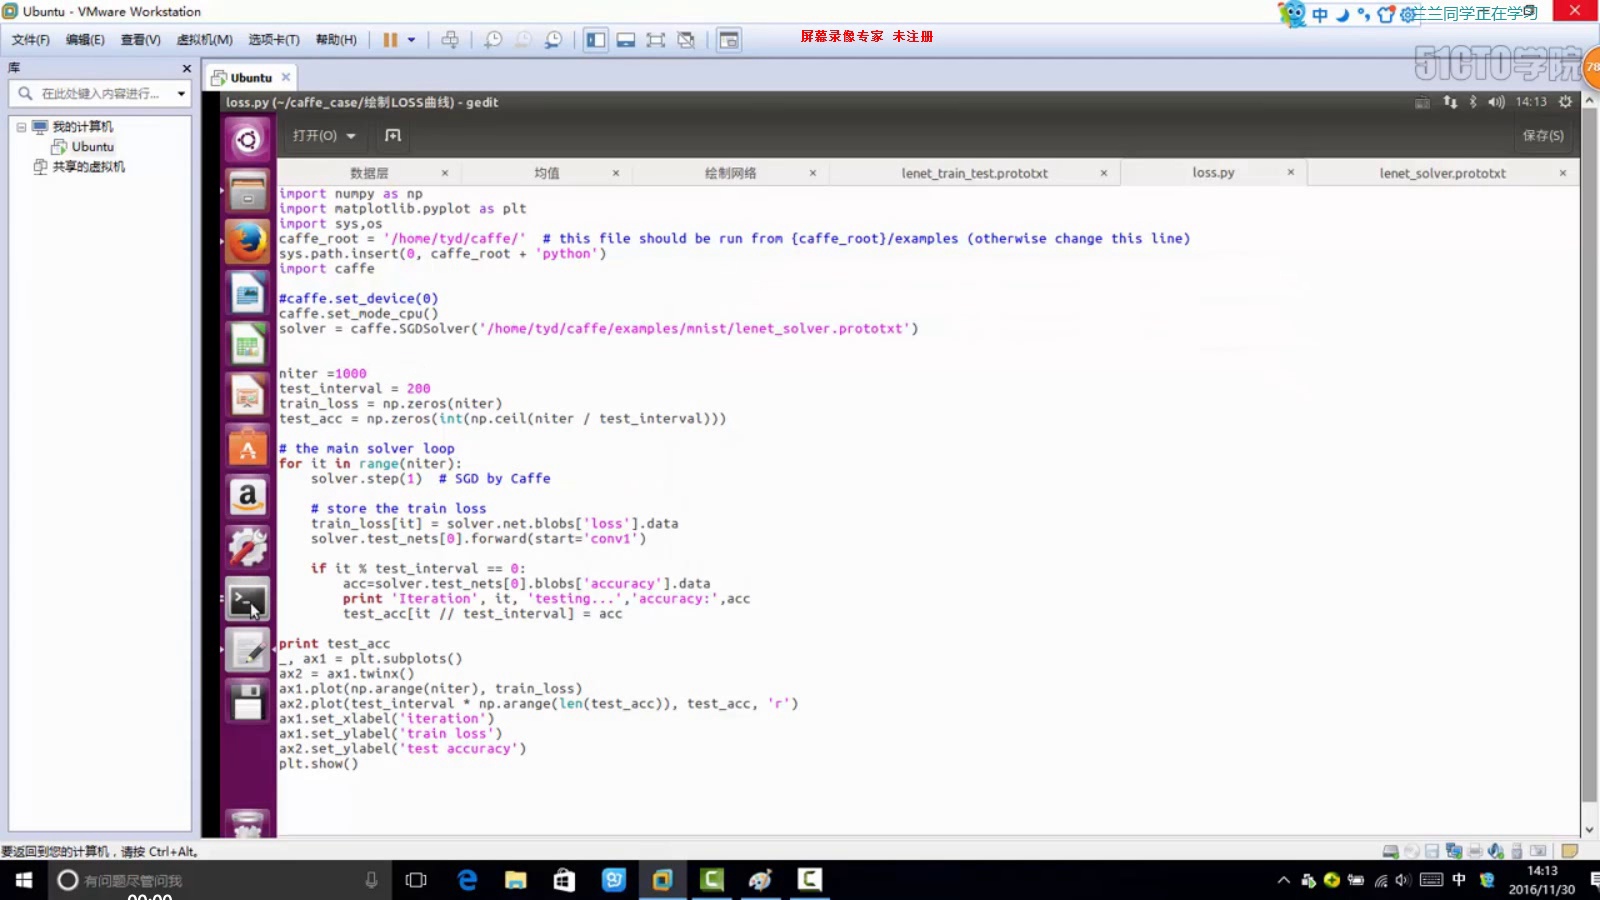 Ubuntu - VMware Workstation
中
兰兰同学正在学习
文件(F) 编辑(E) 查看(V) 虚拟机(M) 选项卡(T) 帮助(H)
屏幕录像专家 未注册
51CTO学院
78
库
在此处键入内容进行...
我的计算机
Ubuntu
共享的虚拟机
Ubuntu
loss.py (~/caffe_case/绘制LOSS曲线) - gedit
14:13
打开(O)
保存(S)
数据层 均值 绘制网络 lenet_train_test.prototxt loss.py lenet_solver.prototxt
import numpy as np
import matplotlib.pyplot as plt
import sys,os
caffe_root = '/home/tyd/caffe/'  # this file should be run from {caffe_root}/examples (otherwise change this line)
sys.path.insert(0, caffe_root + 'python')
import caffe
#caffe.set_device(0)
caffe.set_mode_cpu()
solver = caffe.SGDSolver('/home/tyd/caffe/examples/mnist/lenet_solver.prototxt')
niter =1000
test_interval = 200
train_loss = np.zeros(niter)
test_acc = np.zeros(int(np.ceil(niter / test_interval)))
# the main solver loop
for it in range(niter):
    solver.step(1)  # SGD by Caffe
    # store the train loss
    train_loss[it] = solver.net.blobs['loss'].data
    solver.test_nets[0].forward(start='conv1')
    if it % test_interval == 0:
        acc=solver.test_nets[0].blobs['accuracy'].data
        print 'Iteration', it, 'testing...','accuracy:',acc
        test_acc[it // test_interval] = acc
print test_acc
_, ax1 = plt.subplots()
ax2 = ax1.twinx()
ax1.plot(np.arange(niter), train_loss)
ax2.plot(test_interval * np.arange(len(test_acc)), test_acc, 'r')
ax1.set_xlabel('iteration')
ax1.set_ylabel('train loss')
ax2.set_ylabel('test accuracy')
plt.show()
要返回到您的计算机，请按 Ctrl+Alt。
有问题尽管问我
中
14:13
2016/11/30
00:00